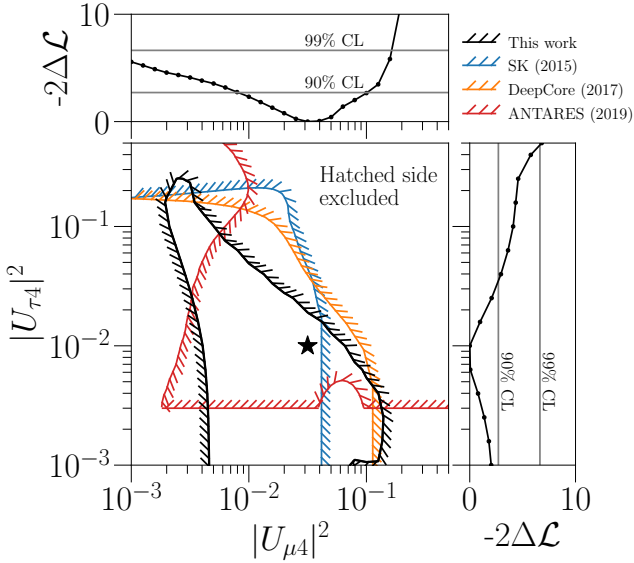 10
99% CL
90% CL
0
-2Δℒ
This work
SK (2015)
DeepCore (2017)
ANTARES (2019)
Hatched side
excluded
10⁻¹
10⁻²
10⁻³
|U_τ4|²
10⁻³
10⁻²
10⁻¹
|U_μ4|²
90% CL
99% CL
0
10
-2Δℒ